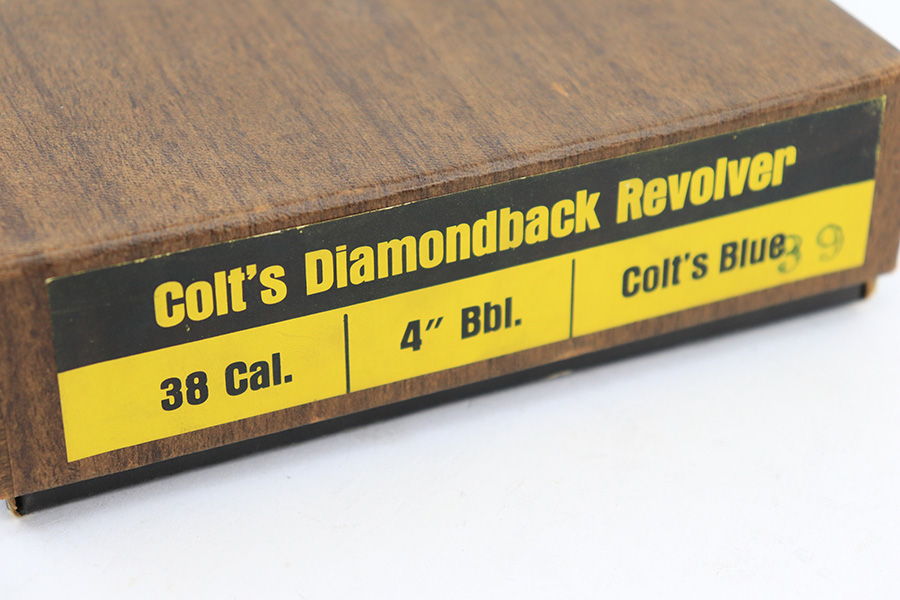 Colt's Diamondback Revolver
38 Cal. 4" Bbl. Colt's Blue 39